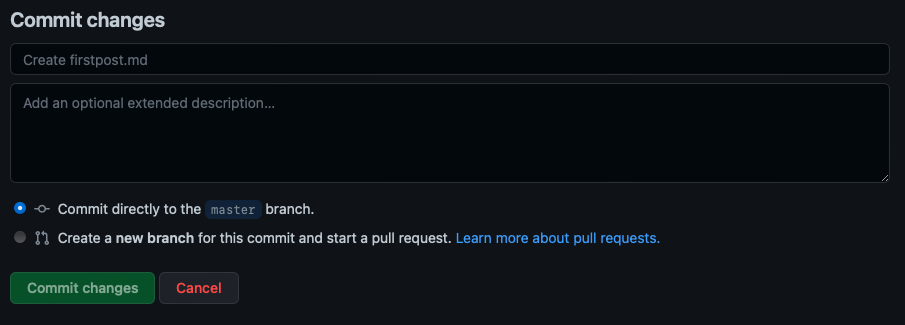 Commit changes
Create firstpost.md
Add an optional extended description...
Commit directly to the master branch.
Create a new branch for this commit and start a pull request. Learn more about pull requests.
Commit changes Cancel